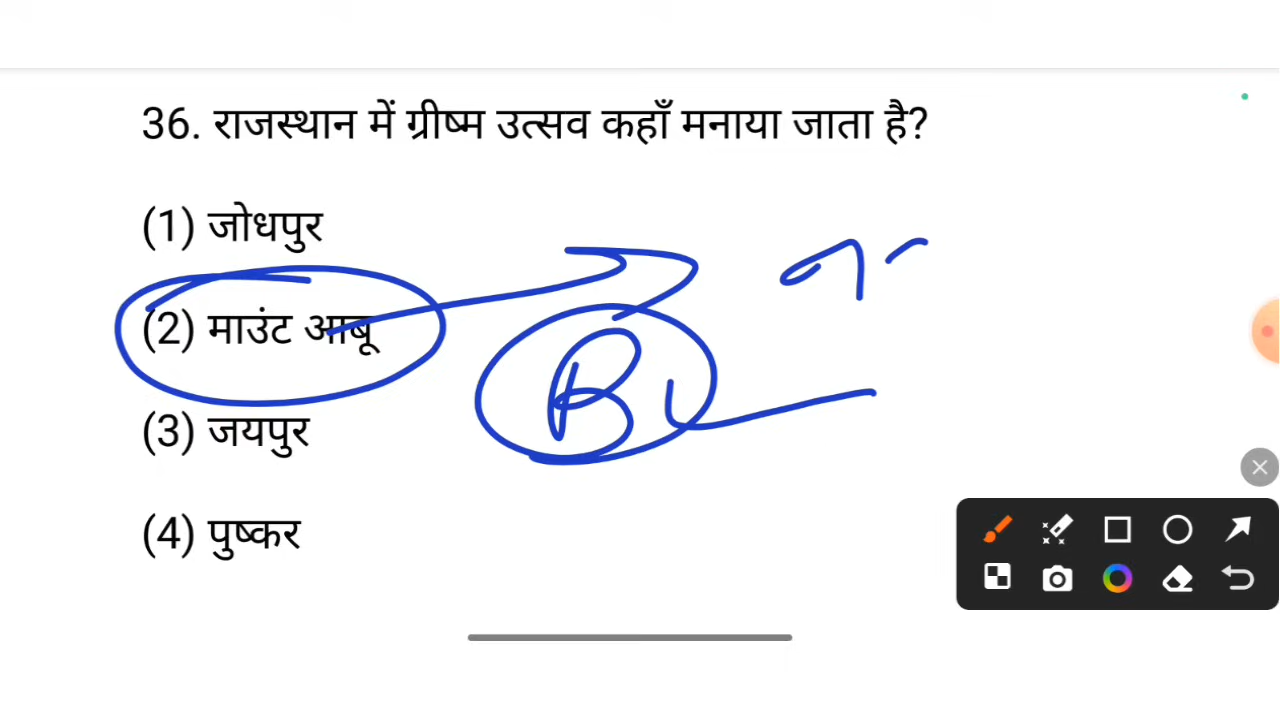 36. राजस्थान में ग्रीष्म उत्सव कहाँ मनाया जाता है?
(1) जोधपुर
(2) माउंट आबू
B
(3) जयपुर
(4) पुष्कर